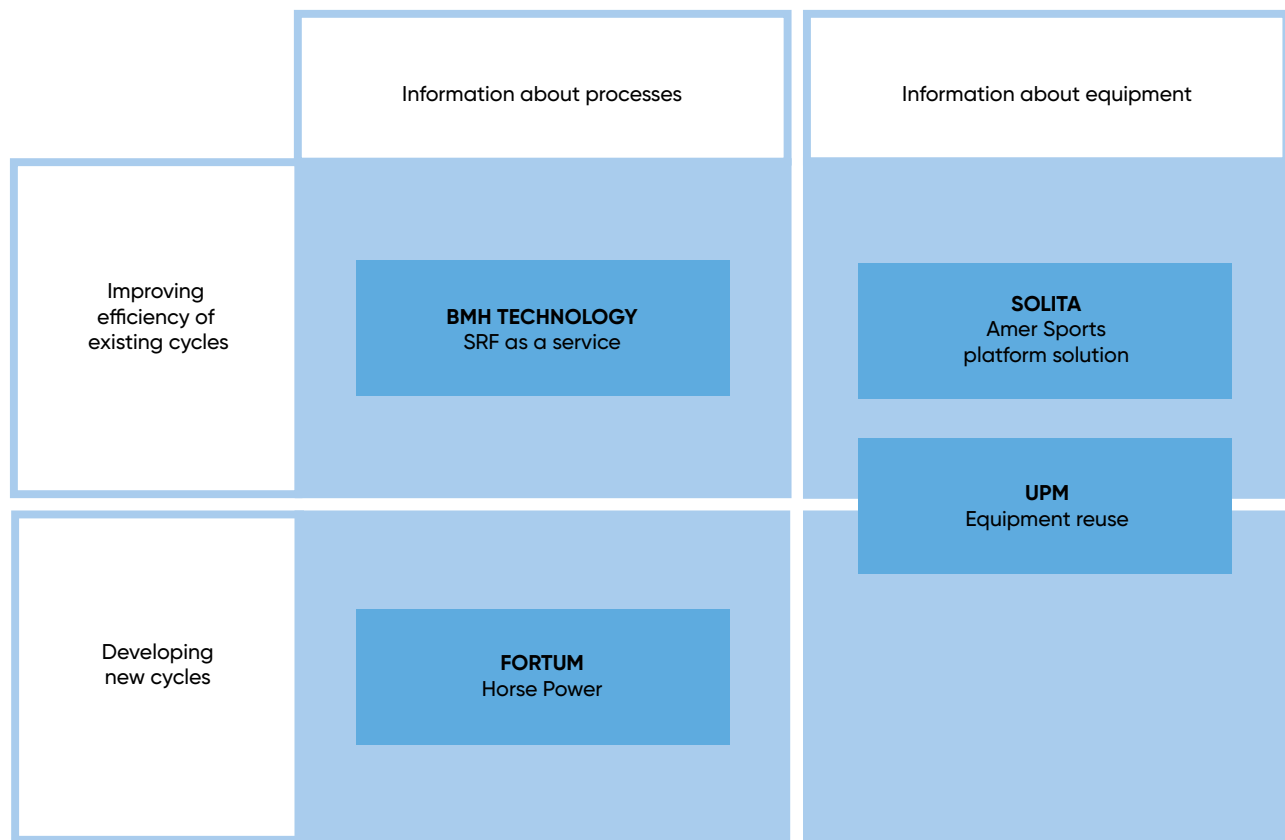 Information about processes
Information about equipment
Improving
efficiency of
existing cycles
BMH TECHNOLOGY
SRF as a service
SOLITA
Amer Sports
platform solution
UPM
Equipment reuse
Developing
new cycles
FORTUM
Horse Power